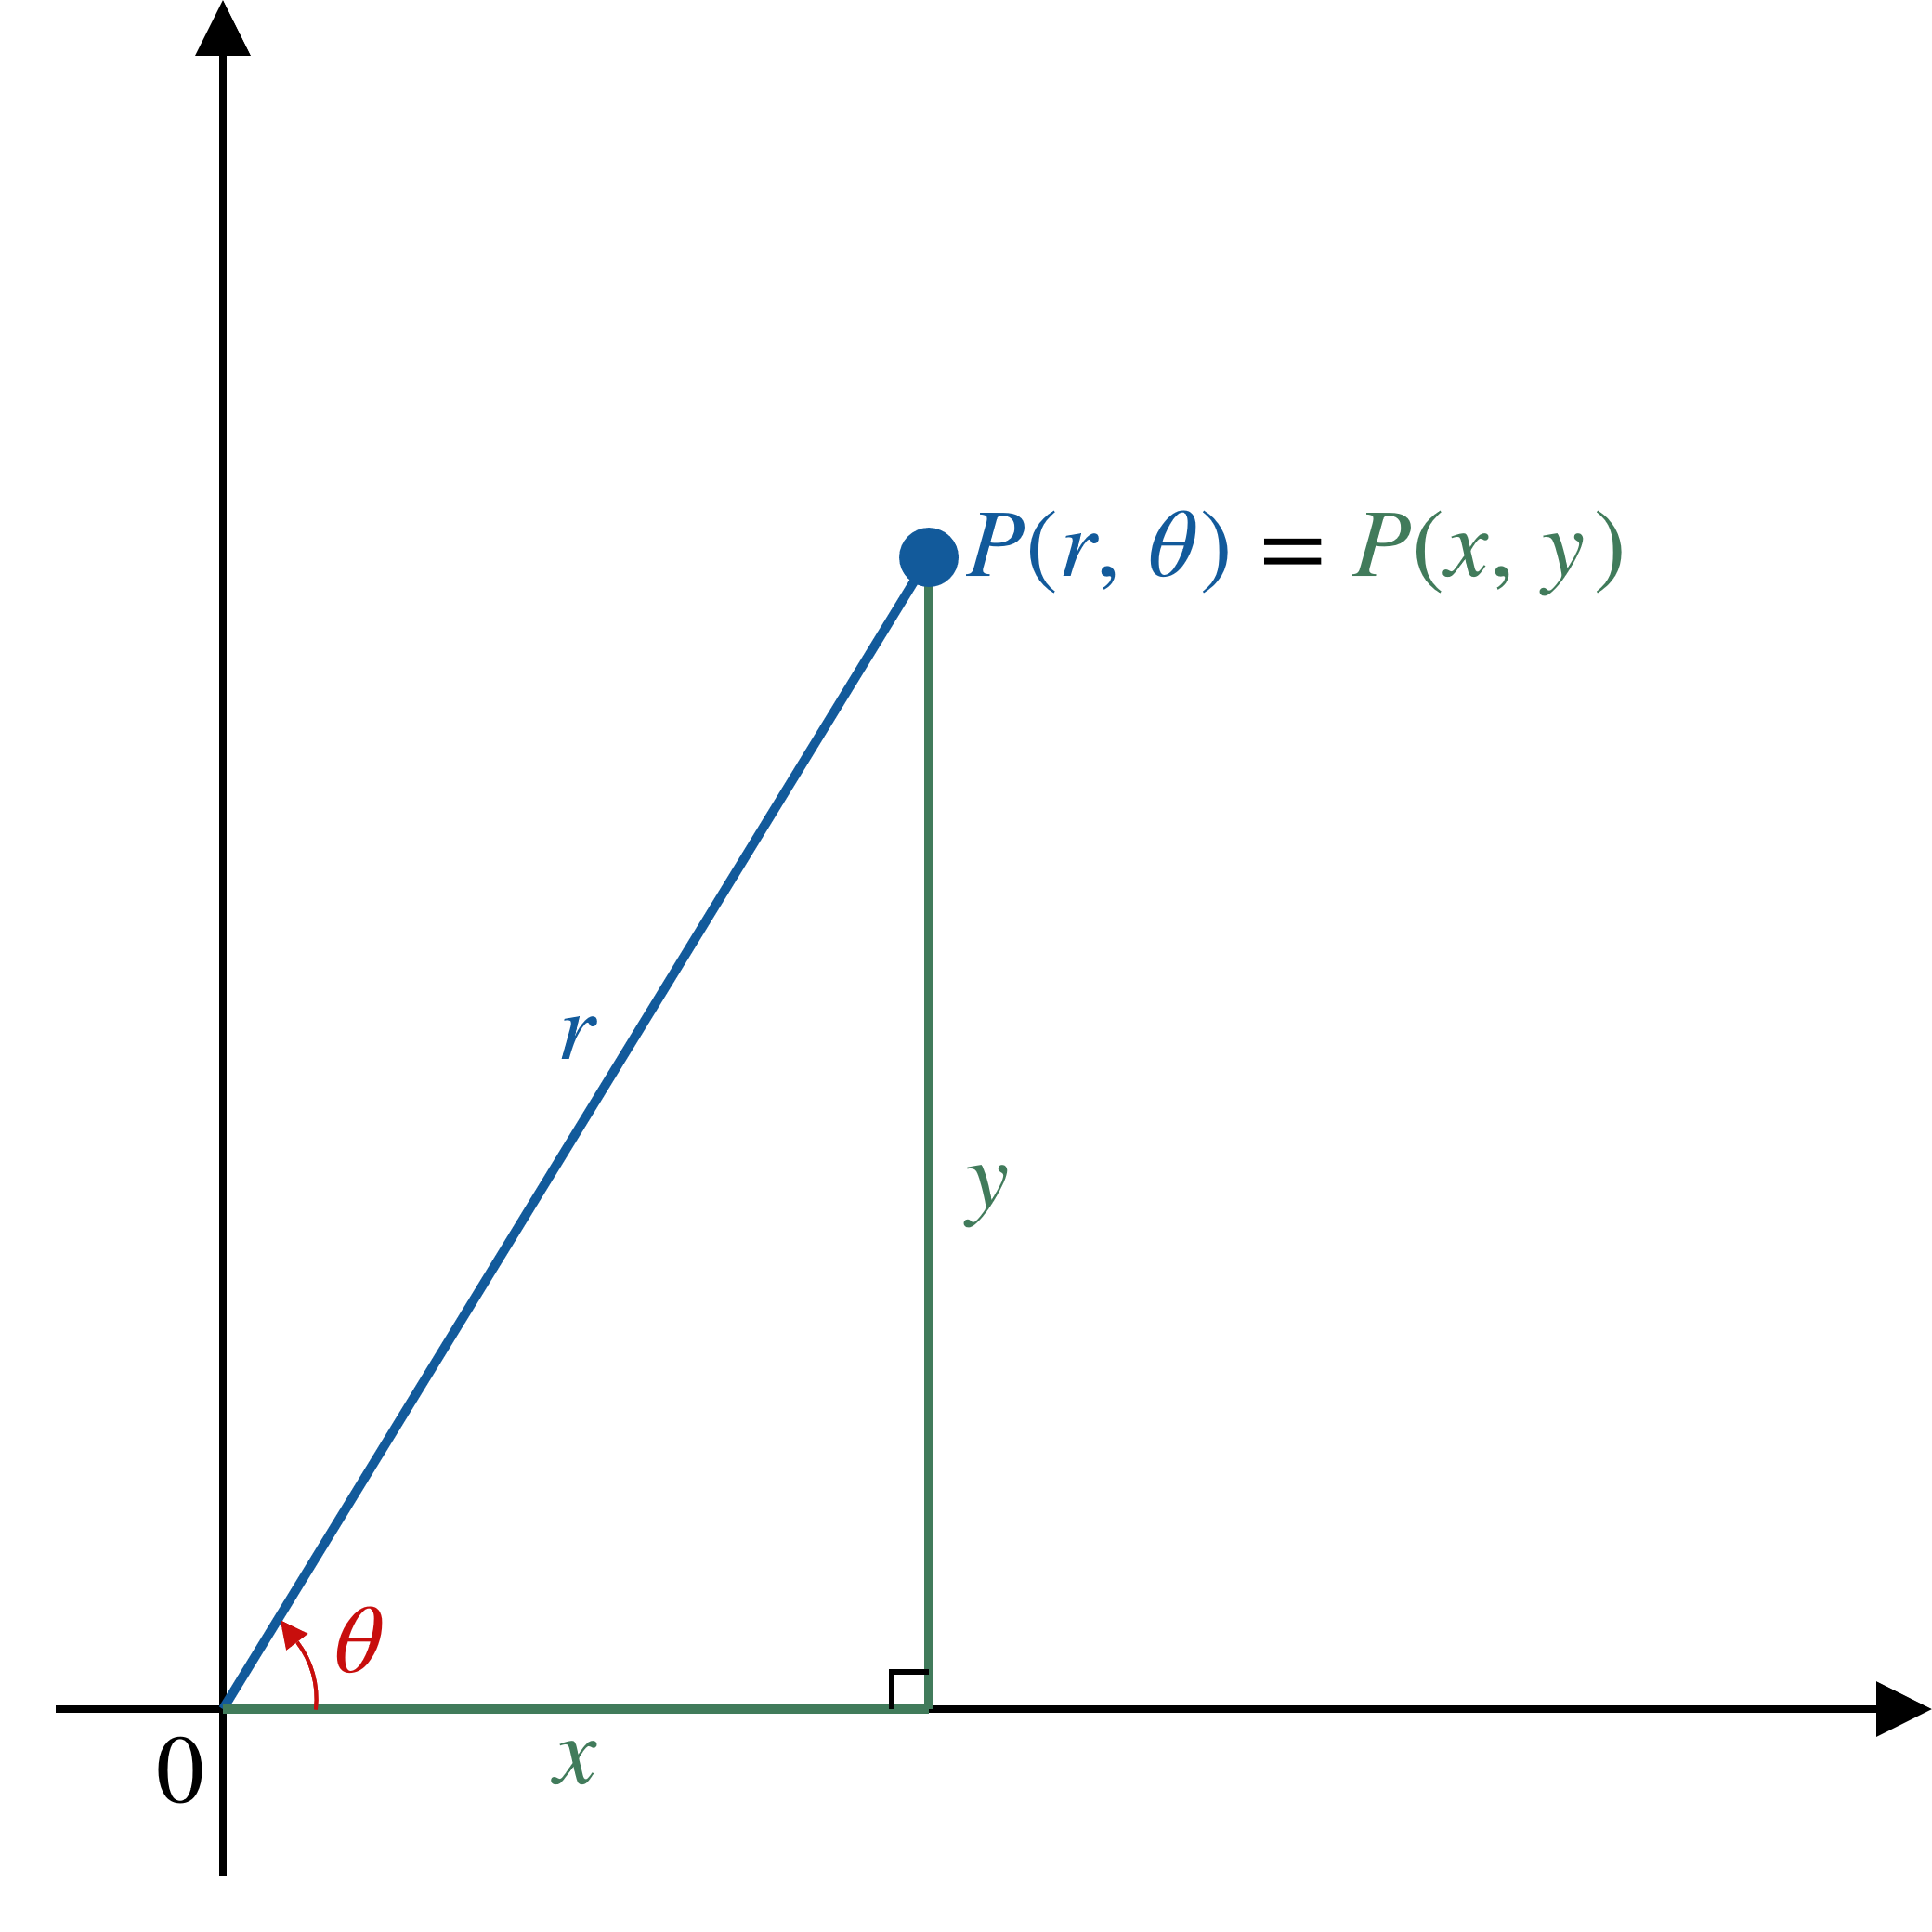 P(r, θ) = P(x, y)
r
y
θ
0
x